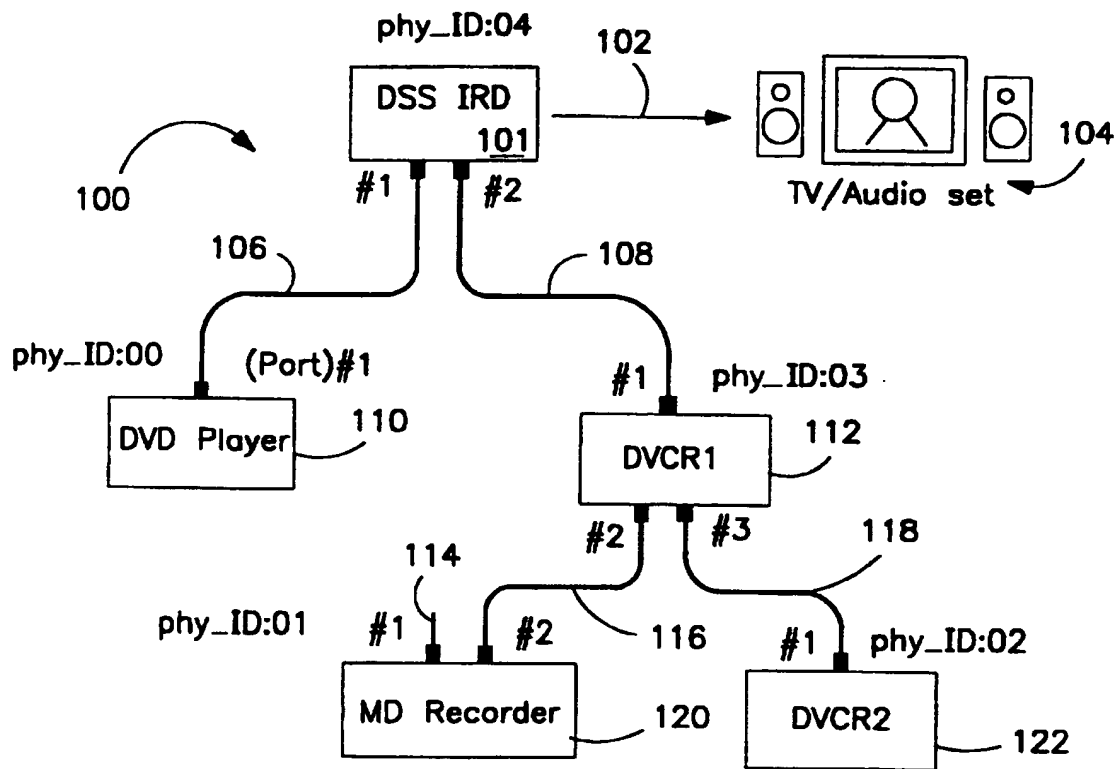 phy_ID:04
102
DSS IRD
101
104
100
#1
#2
TV/Audio set
106
108
phy_ID:00
(Port)#1
#1
phy_ID:03
DVD Player
110
DVCR1
112
#2
#3
114
118
phy_ID:01
#1
#2
116
#1
phy_ID:02
MD Recorder
120
DVCR2
122